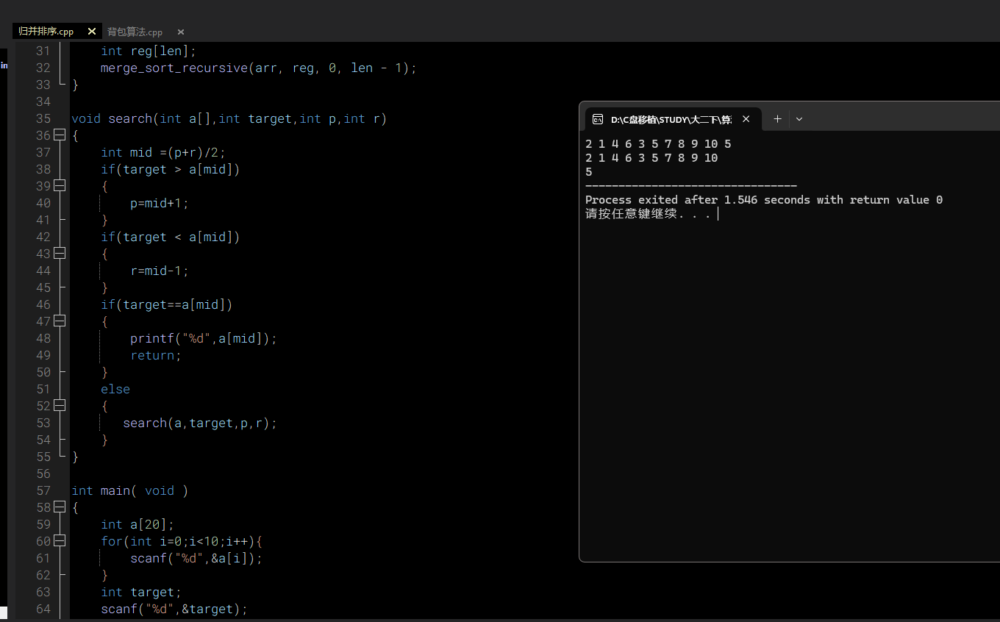 归并排序.cpp
背包算法.cpp
in
31 int reg[len];
32 merge_sort_recursive(arr, reg, 0, len - 1);
33 }
34
35 void search(int a[],int target,int p,int r)
36 {
37 int mid =(p+r)/2;
38 if(target > a[mid])
39 {
40 p=mid+1;
41 }
42 if(target < a[mid])
43 {
44 r=mid-1;
45 }
46 if(target==a[mid])
47 {
48 printf("%d",a[mid]);
49 return;
50 }
51 else
52 {
53 search(a,target,p,r);
54 }
55 }
56
57 int main( void )
58 {
59 int a[20];
60 for(int i=0;i<10;i++){
61 scanf("%d",&a[i]);
62 }
63 int target;
64 scanf("%d",&target);
D:\C盘移植\STUDY\大二下\算
2 1 4 6 3 5 7 8 9 10 5
2 1 4 6 3 5 7 8 9 10
5
--------------------------------
Process exited after 1.546 seconds with return value 0
请按任意键继续. . .